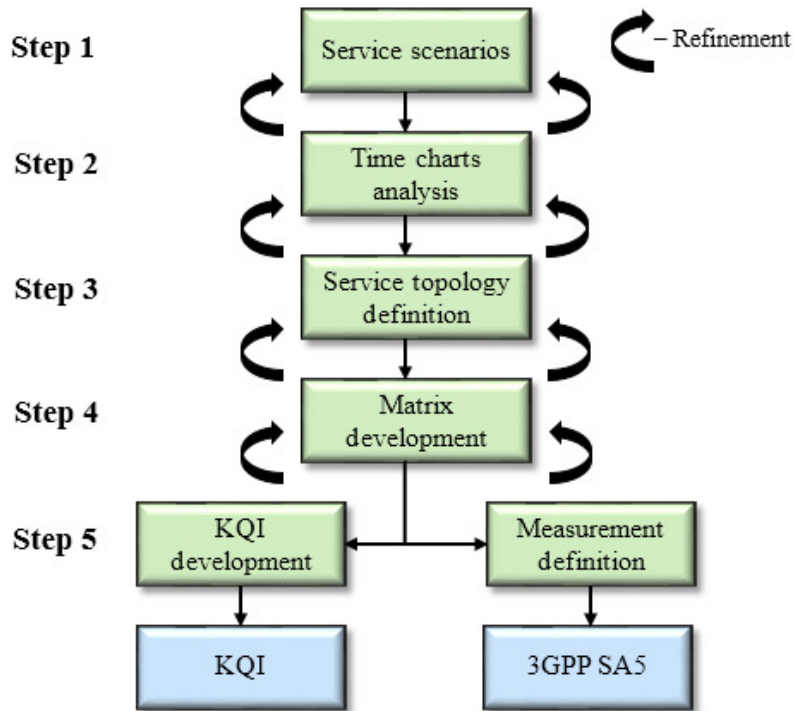 Step 1
Service scenarios
– Refinement
Step 2
Time charts
analysis
Step 3
Service topology
definition
Step 4
Matrix
development
Step 5
KQI
development
Measurement
definition
KQI
3GPP SA5